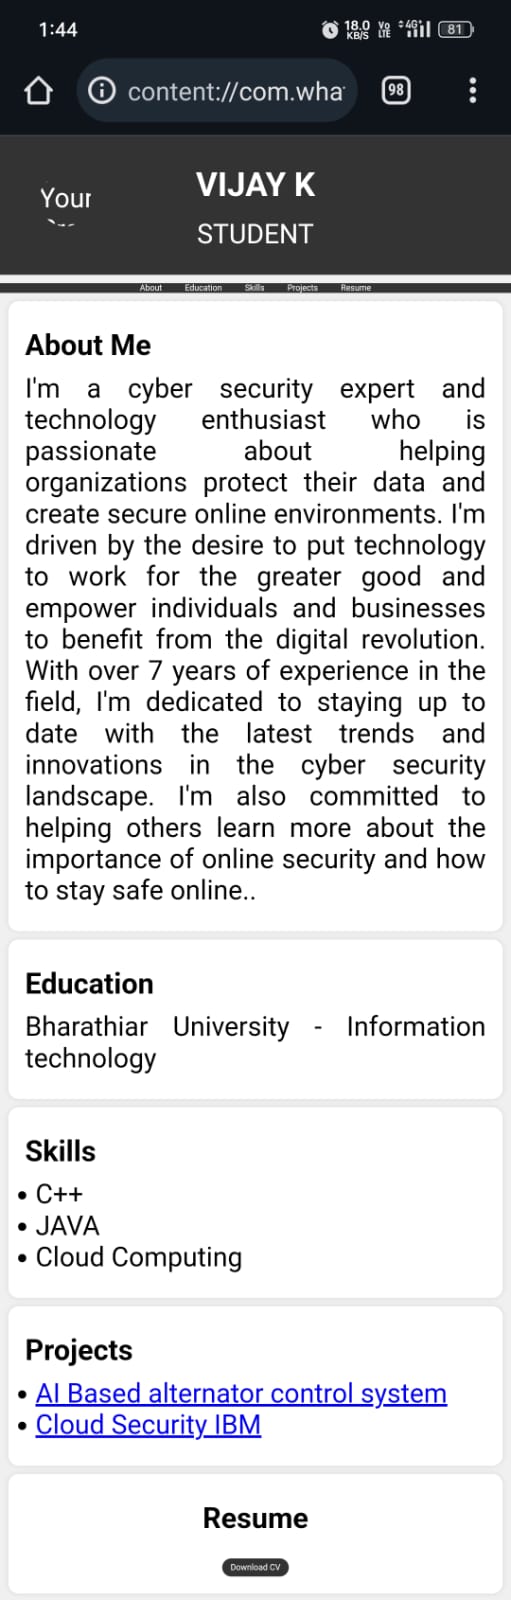 1:44
18.0 KB/S
Vo LTE
4G
81
content://com.wha
98
Your
VIJAY K
STUDENT
About Education Skills Projects Resume
About Me
I'm a cyber security expert and
technology enthusiast who is
passionate about helping
organizations protect their data and
create secure online environments. I'm
driven by the desire to put technology
to work for the greater good and
empower individuals and businesses
to benefit from the digital revolution.
With over 7 years of experience in the
field, I'm dedicated to staying up to
date with the latest trends and
innovations in the cyber security
landscape. I'm also committed to
helping others learn more about the
importance of online security and how
to stay safe online..
Education
Bharathiar University - Information
technology
Skills
• C++
• JAVA
• Cloud Computing
Projects
• AI Based alternator control system
• Cloud Security IBM
Resume
Download CV